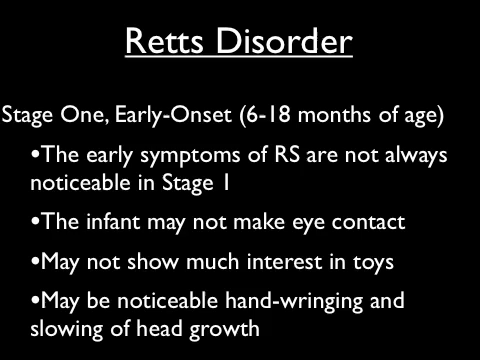 Retts Disorder
Stage One, Early-Onset (6-18 months of age)
•The early symptoms of RS are not always
noticeable in Stage 1
•The infant may not make eye contact
•May not show much interest in toys
•May be noticeable hand-wringing and
slowing of head growth